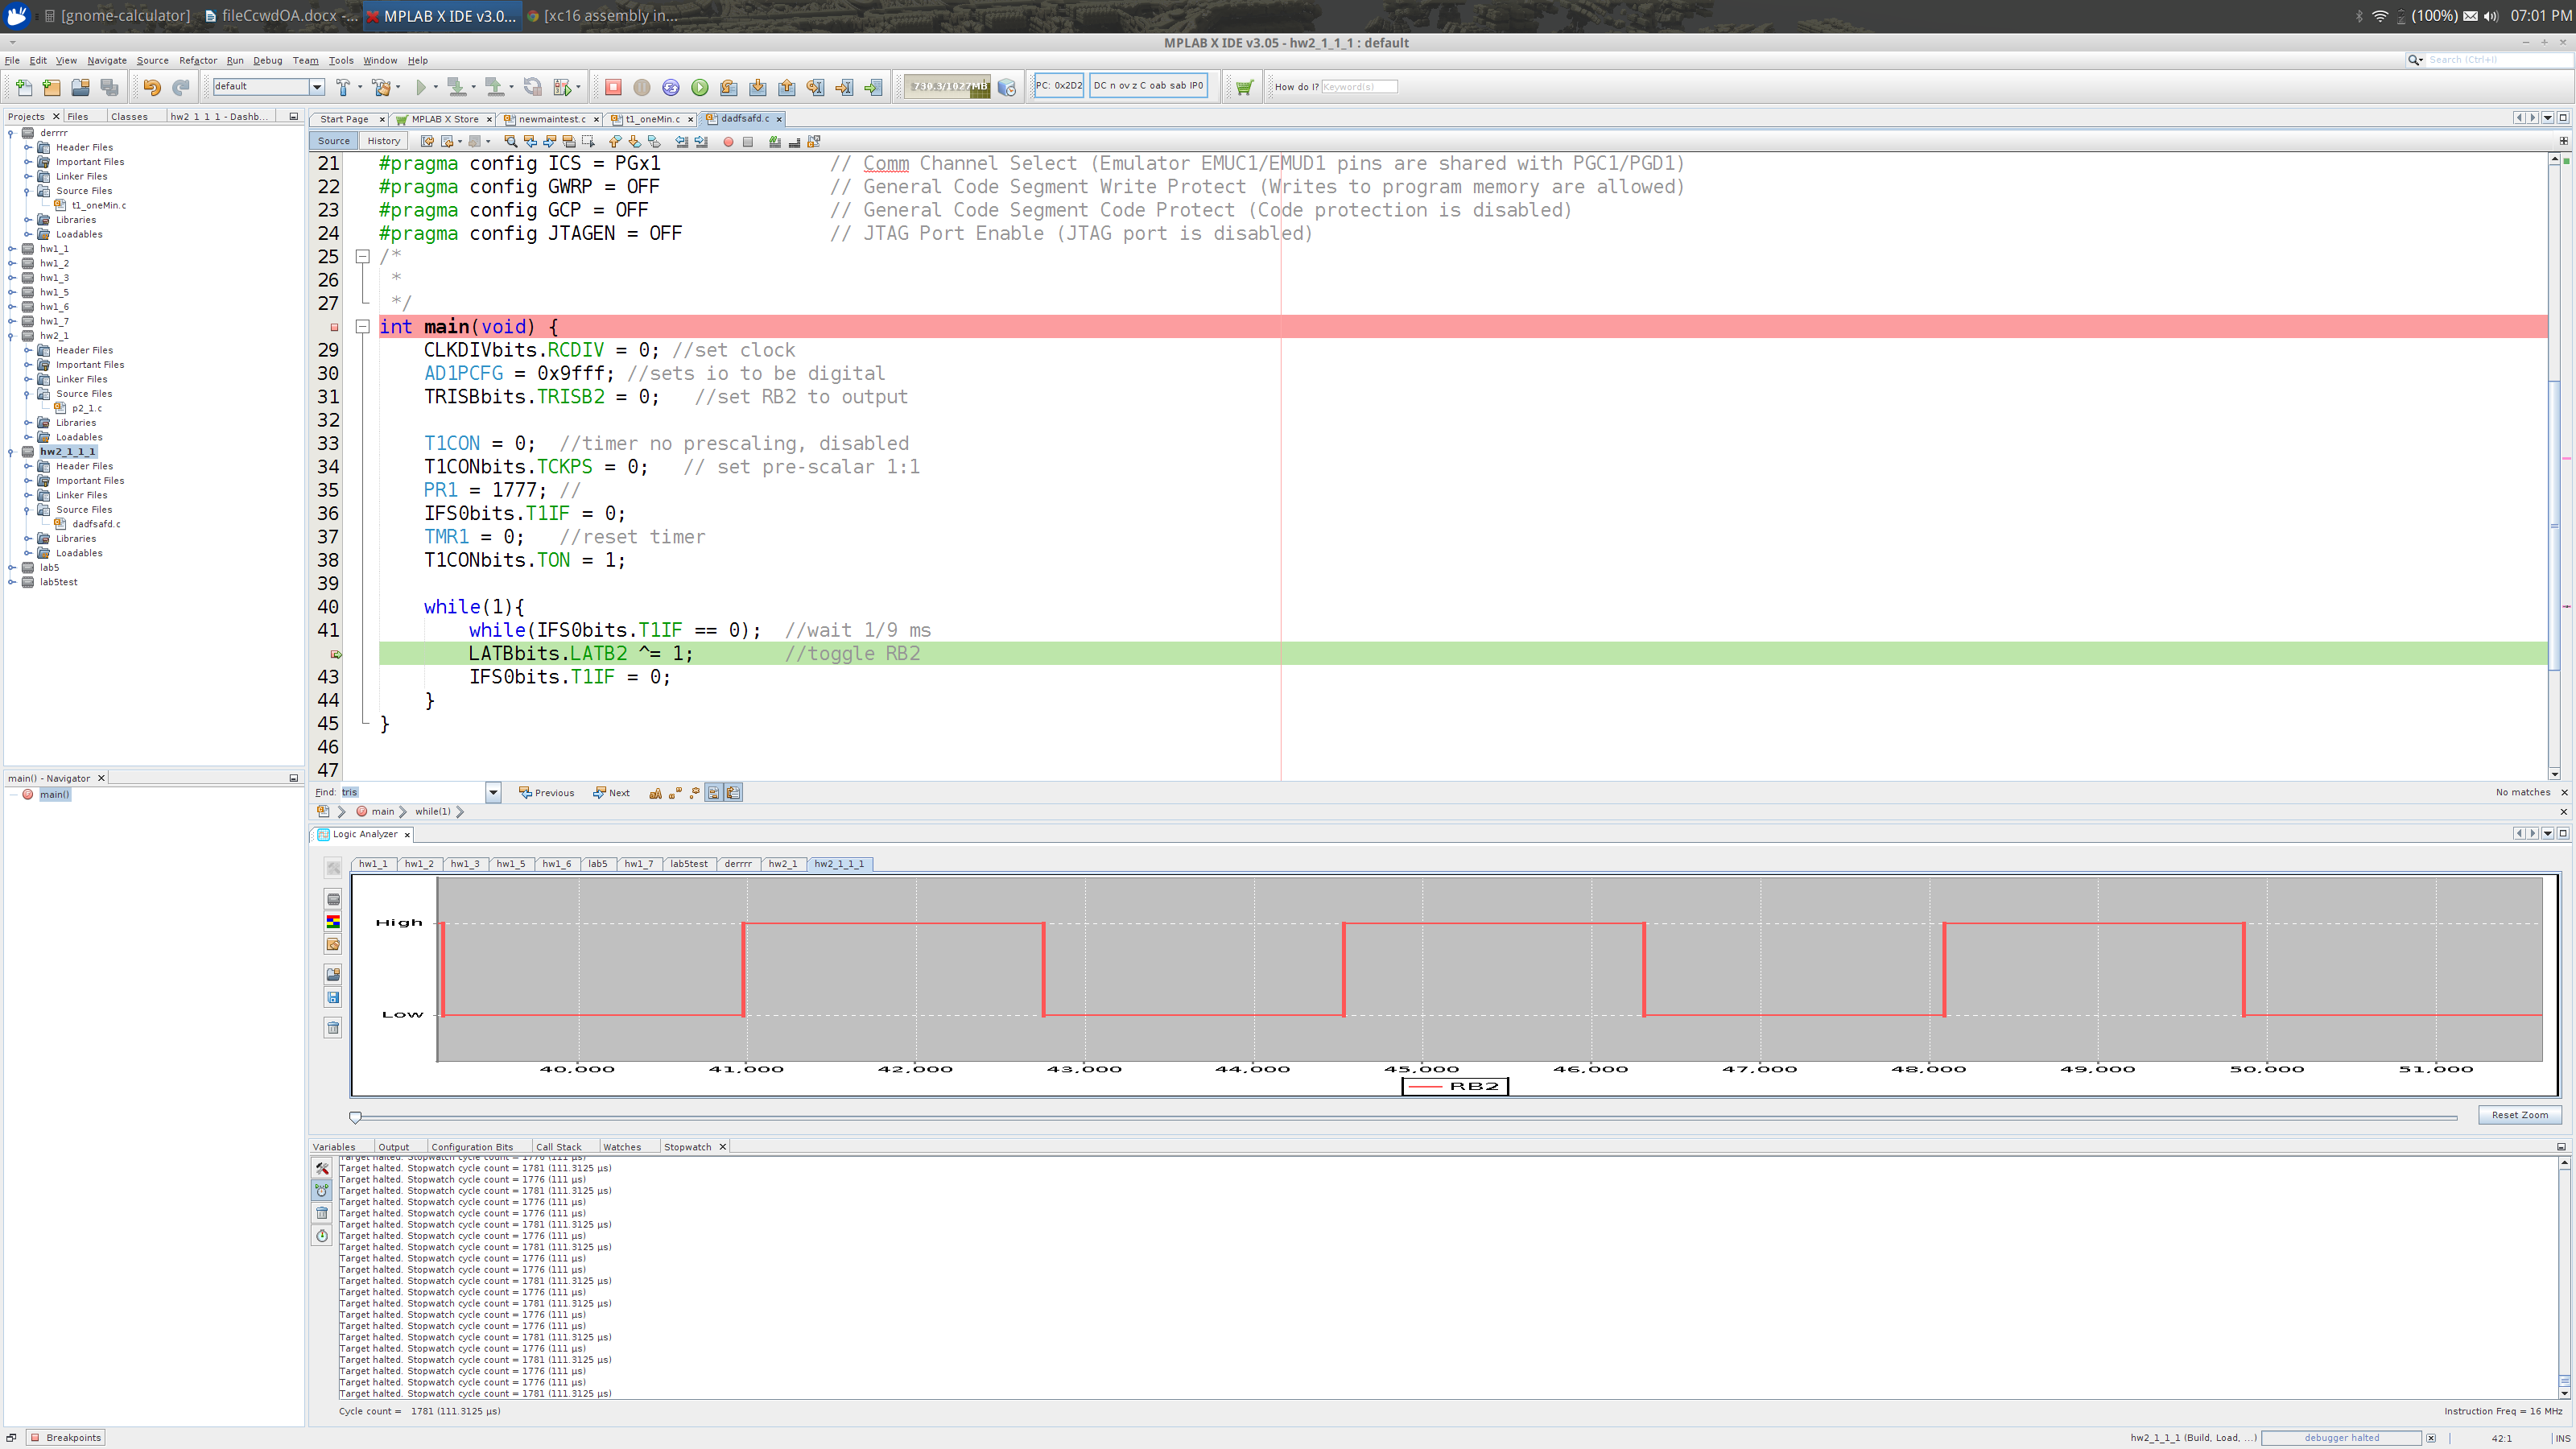 [gnome-calculator] fileCcwdOA.docx -... MPLAB X IDE v3.0... [xc16 assembly in... (100%) 07:01 PM
MPLAB X IDE v3.05 - hw2_1_1_1 : default
File Edit View Navigate Source Refactor Run Debug Team Tools Window Help Search (Ctrl+I)
default 730.3/1027MB PC: 0x2D2 DC n ov z C oab sab IP0 How do I? Keyword(s)
Projects Files Classes hw2_1_1_1 - Dashb...
derrrr
Header Files
Important Files
Linker Files
Source Files
t1_oneMin.c
Libraries
Loadables
hw1_1
hw1_2
hw1_3
hw1_5
hw1_6
hw1_7
hw2_1
Header Files
Important Files
Linker Files
Source Files
p2_1.c
Libraries
Loadables
hw2_1_1_1
Header Files
Important Files
Linker Files
Source Files
dadfsafd.c
Libraries
Loadables
lab5
lab5test
main() - Navigator
main()
Start Page MPLAB X Store newmaintest.c t1_oneMin.c dadfsafd.c
Source History
21 #pragma config ICS = PGx1 // Comm Channel Select (Emulator EMUC1/EMUD1 pins are shared with PGC1/PGD1)
22 #pragma config GWRP = OFF // General Code Segment Write Protect (Writes to program memory are allowed)
23 #pragma config GCP = OFF // General Code Segment Code Protect (Code protection is disabled)
24 #pragma config JTAGEN = OFF // JTAG Port Enable (JTAG port is disabled)
25 /*
26 *
27 */
int main(void) {
29 CLKDIVbits.RCDIV = 0; //set clock
30 AD1PCFG = 0x9fff; //sets io to be digital
31 TRISBbits.TRISB2 = 0; //set RB2 to output
32
33 T1CON = 0; //timer no prescaling, disabled
34 T1CONbits.TCKPS = 0; // set pre-scalar 1:1
35 PR1 = 1777; //
36 IFS0bits.T1IF = 0;
37 TMR1 = 0; //reset timer
38 T1CONbits.TON = 1;
39
40 while(1){
41 while(IFS0bits.T1IF == 0); //wait 1/9 ms
LATBbits.LATB2 ^= 1; //toggle RB2
43 IFS0bits.T1IF = 0;
44 }
45 }
46
47
Find: tris Previous Next No matches
main while(1)
Logic Analyzer
hw1_1 hw1_2 hw1_3 hw1_5 hw1_6 lab5 hw1_7 lab5test derrrr hw2_1 hw2_1_1_1
High
Low
40,000 41,000 42,000 43,000 44,000 45,000 46,000 47,000 48,000 49,000 50,000 51,000
RB2
Reset Zoom
Variables Output Configuration Bits Call Stack Watches Stopwatch
Target halted. Stopwatch cycle count = 1776 (111 µs)
Target halted. Stopwatch cycle count = 1781 (111.3125 µs)
Target halted. Stopwatch cycle count = 1776 (111 µs)
Target halted. Stopwatch cycle count = 1781 (111.3125 µs)
Target halted. Stopwatch cycle count = 1776 (111 µs)
Target halted. Stopwatch cycle count = 1776 (111 µs)
Target halted. Stopwatch cycle count = 1781 (111.3125 µs)
Target halted. Stopwatch cycle count = 1776 (111 µs)
Target halted. Stopwatch cycle count = 1781 (111.3125 µs)
Target halted. Stopwatch cycle count = 1776 (111 µs)
Target halted. Stopwatch cycle count = 1776 (111 µs)
Target halted. Stopwatch cycle count = 1781 (111.3125 µs)
Target halted. Stopwatch cycle count = 1776 (111 µs)
Target halted. Stopwatch cycle count = 1781 (111.3125 µs)
Target halted. Stopwatch cycle count = 1776 (111 µs)
Target halted. Stopwatch cycle count = 1776 (111 µs)
Target halted. Stopwatch cycle count = 1781 (111.3125 µs)
Target halted. Stopwatch cycle count = 1776 (111 µs)
Target halted. Stopwatch cycle count = 1781 (111.3125 µs)
Target halted. Stopwatch cycle count = 1776 (111 µs)
Target halted. Stopwatch cycle count = 1776 (111 µs)
Target halted. Stopwatch cycle count = 1781 (111.3125 µs)
Cycle count = 1781 (111.3125 µs) Instruction Freq = 16 MHz
Breakpoints hw2_1_1_1 (Build, Load, ...) debugger halted 42:1 INS